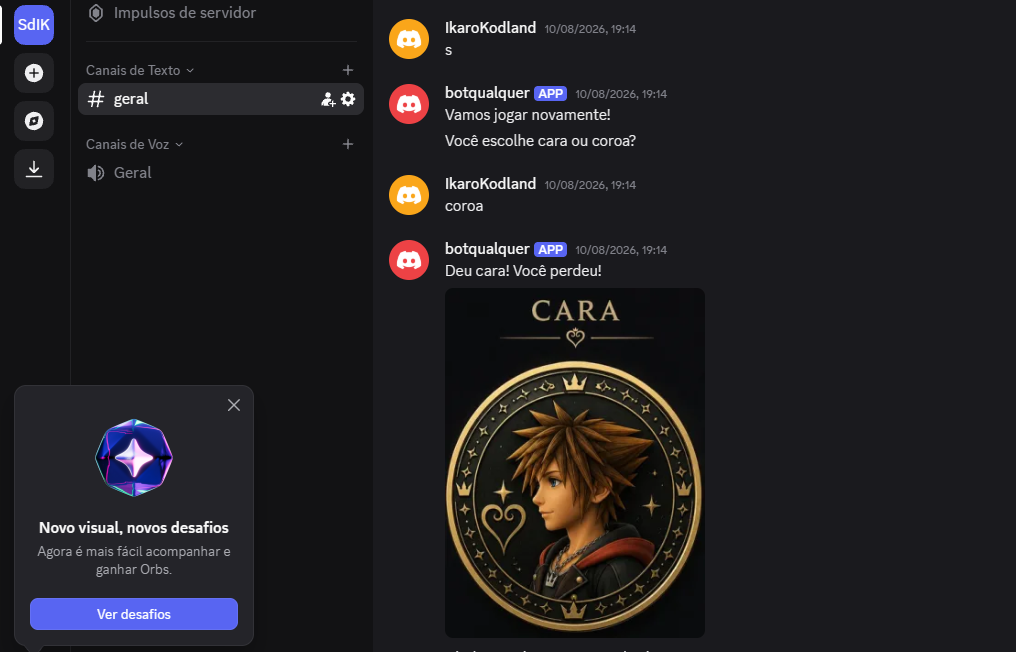 SdIK
Impulsos de servidor
Canais de Texto
geral
Canais de Voz
Geral
Novo visual, novos desafios
Agora é mais fácil acompanhar e
ganhar Orbs.
Ver desafios
IkaroKodland 10/08/2026, 19:14
s
botqualquer APP 10/08/2026, 19:14
Vamos jogar novamente!
Você escolhe cara ou coroa?
IkaroKodland 10/08/2026, 19:14
coroa
botqualquer APP 10/08/2026, 19:14
Deu cara! Você perdeu!
CARA